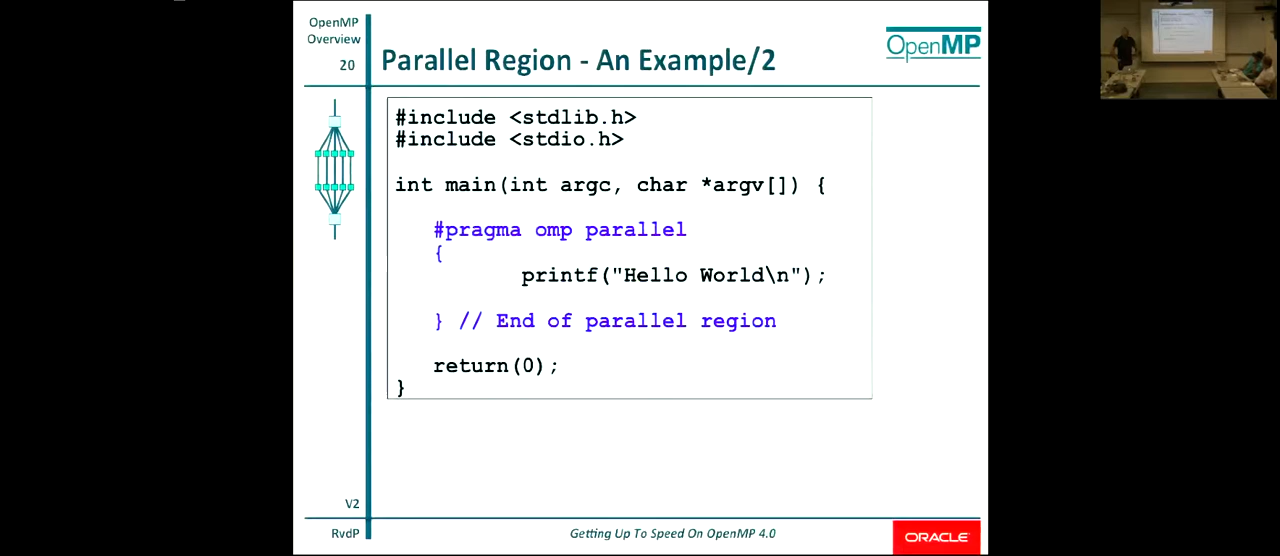 OpenMP
Overview
20
Parallel Region - An Example/2
OpenMP
#include <stdlib.h>
#include <stdio.h>
int main(int argc, char *argv[]) {
#pragma omp parallel
{
printf("Hello World\n");
} // End of parallel region
return(0);
}
V2
RvdP
Getting Up To Speed On OpenMP 4.0
ORACLE